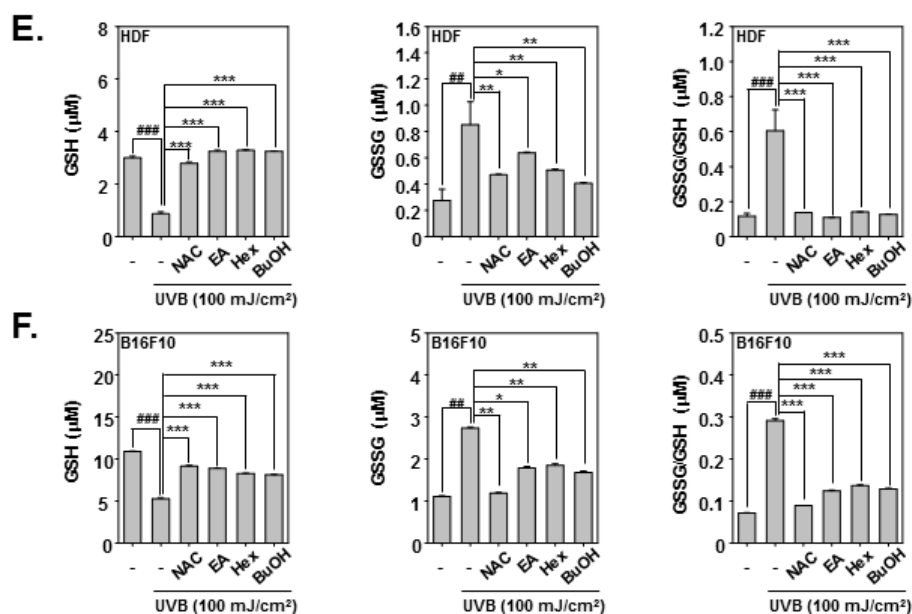 E.
HDF
GSH (µM)
8
6
4
2
0
###
***
***
***
***
-
-
NAC
EA
Hex
BuOH
UVB (100 mJ/cm²)
HDF
GSSG (µM)
1.6
1.4
1.2
1.0
0.8
0.6
0.4
0.2
0
##
**
*
**
**
-
-
NAC
EA
Hex
BuOH
UVB (100 mJ/cm²)
HDF
GSSG/GSH (µM)
1.2
1.0
0.8
0.6
0.4
0.2
0
###
***
***
***
***
-
-
NAC
EA
Hex
BuOH
UVB (100 mJ/cm²)
F.
B16F10
GSH (µM)
25
20
15
10
5
0
###
***
***
***
***
-
-
NAC
EA
Hex
BuOH
UVB (100 mJ/cm²)
B16F10
GSSG (µM)
5
4
3
2
1
0
##
**
*
**
**
-
-
NAC
EA
Hex
BuOH
UVB (100 mJ/cm²)
B16F10
GSSG/GSH (µM)
0.5
0.4
0.3
0.2
0.1
0
###
***
***
***
***
-
-
NAC
EA
Hex
BuOH
UVB (100 mJ/cm²)